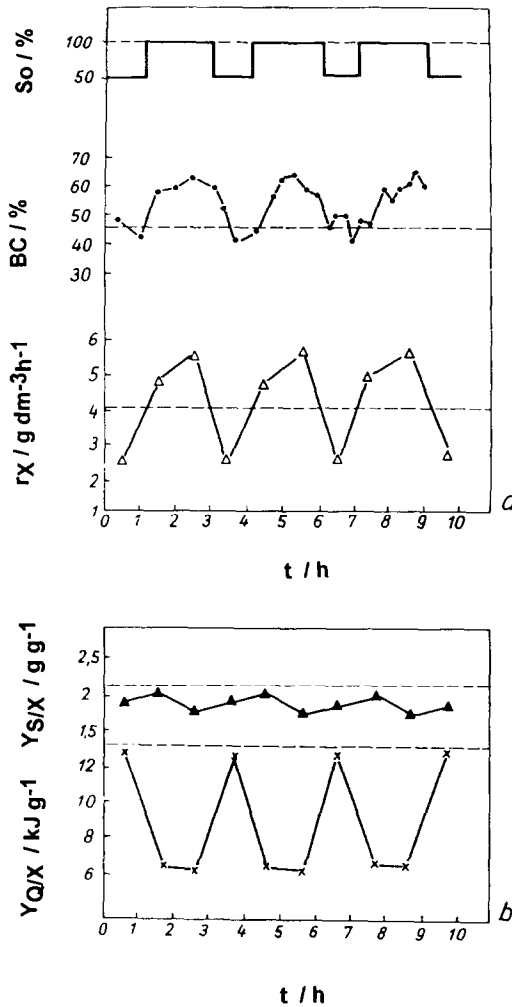 So / %
100
50
BC / %
70
60
50
40
30
rχ / g dm-3h-1
6
5
4
3
2
1
0 1 2 3 4 5 6 7 8 9 10
t / h
a
YS/X / g g-1
2,5
2
1,5
YQ/X / kJ g-1
12
10
8
6
0 1 2 3 4 5 6 7 8 9 10
t / h
b